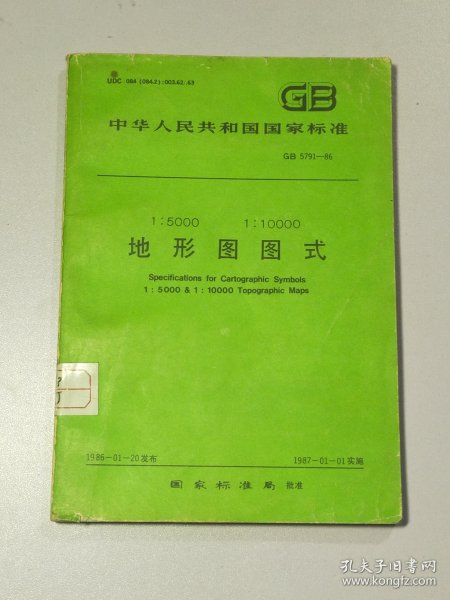 UDC 084(084.2):003.62.63
GB
中华人民共和国国家标准
GB 5791—86
1:5000 1:10000
地形图图式
Specifications for Cartographic Symbols
1:5000 & 1:10000 Topographic Maps
1986—01—20发布 1987—01—01实施
国家标准局 批准
孔夫子旧书网
www.kongfz.com